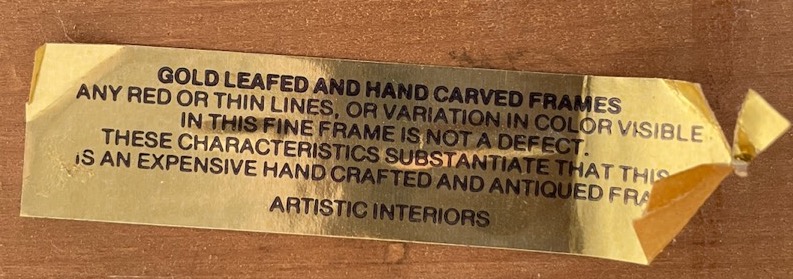 GOLD LEAFED AND HAND CARVED FRAMES
ANY RED OR THIN LINES, OR VARIATION IN COLOR VISIBLE
IN THIS FINE FRAME IS NOT A DEFECT.
THESE CHARACTERISTICS SUBSTANTIATE THAT THIS
IS AN EXPENSIVE HAND CRAFTED AND ANTIQUED FRA
ARTISTIC INTERIORS